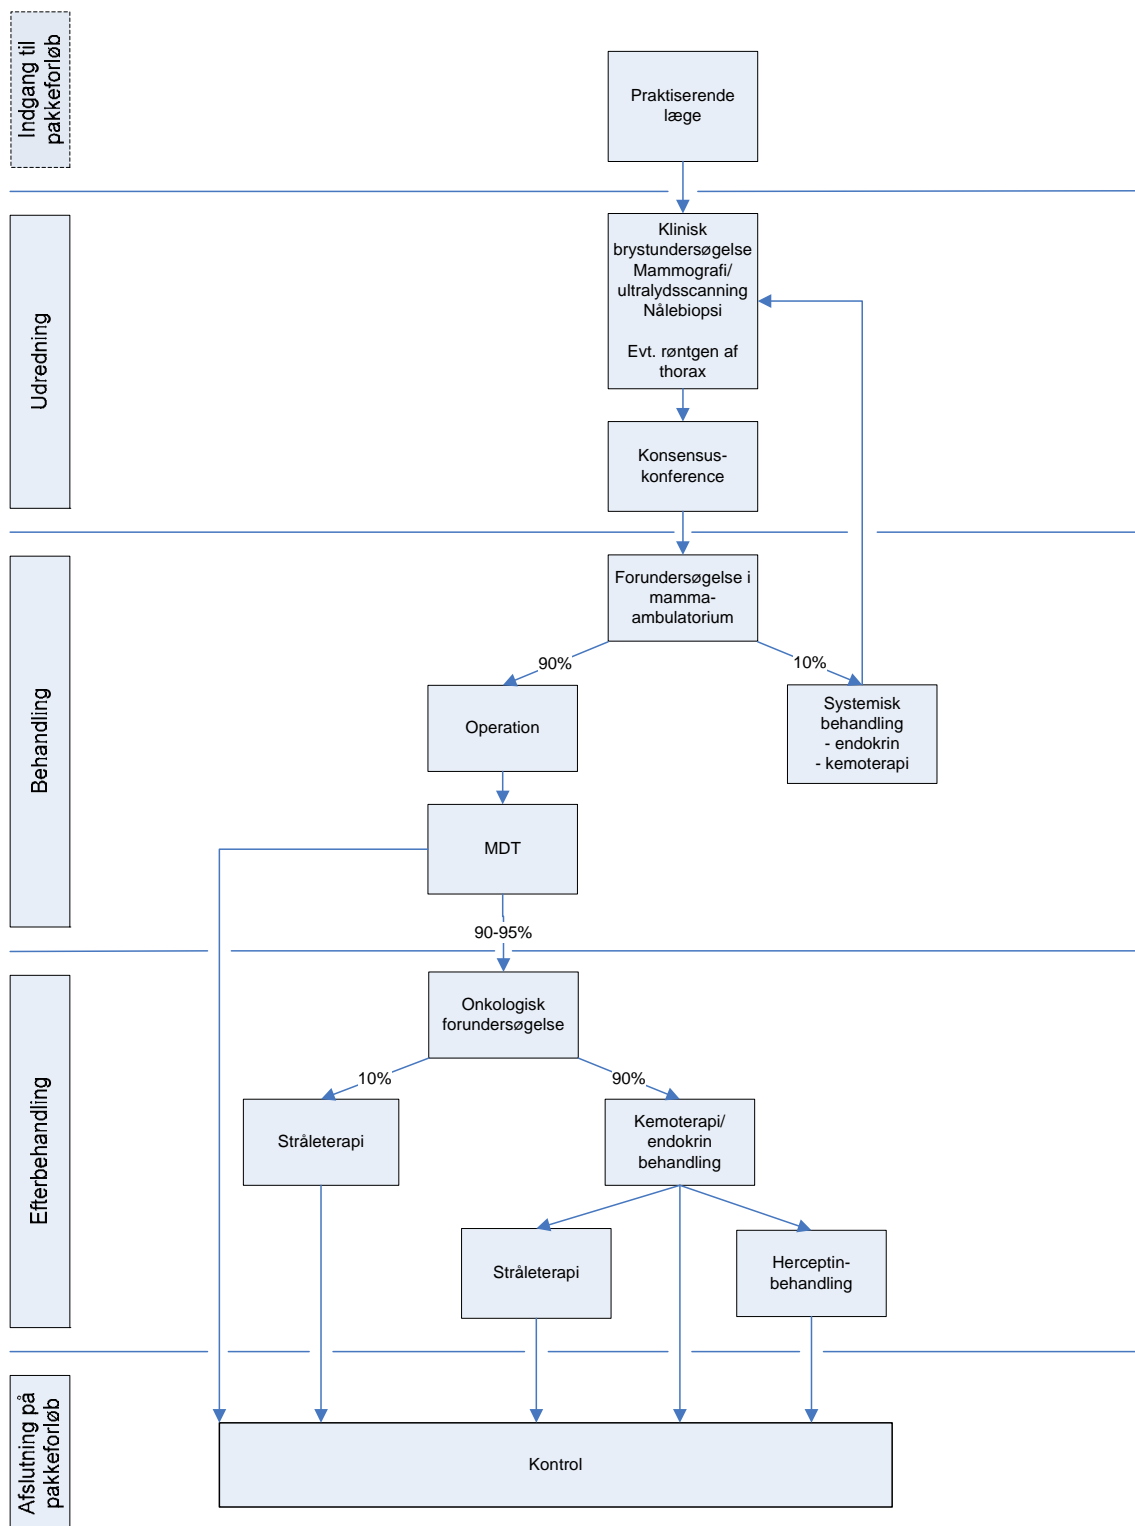 Indgang til
pakkeforløb
Praktiserende
læge
Udredning
Klinisk
brystundersøgelse
Mammografi/
ultralydsscanning
Nålebiopsi
Evt. røntgen af
thorax
Konsensus-
konference
Behandling
Forundersøgelse i
mamma-
ambulatorium
90%
10%
Operation
Systemisk
behandling
- endokrin
- kemoterapi
MDT
90-95%
Efterbehandling
Onkologisk
forundersøgelse
10%
90%
Stråleterapi
Kemoterapi/
endokrin
behandling
Stråleterapi
Herceptin-
behandling
Afslutning på
pakkeforløb
Kontrol